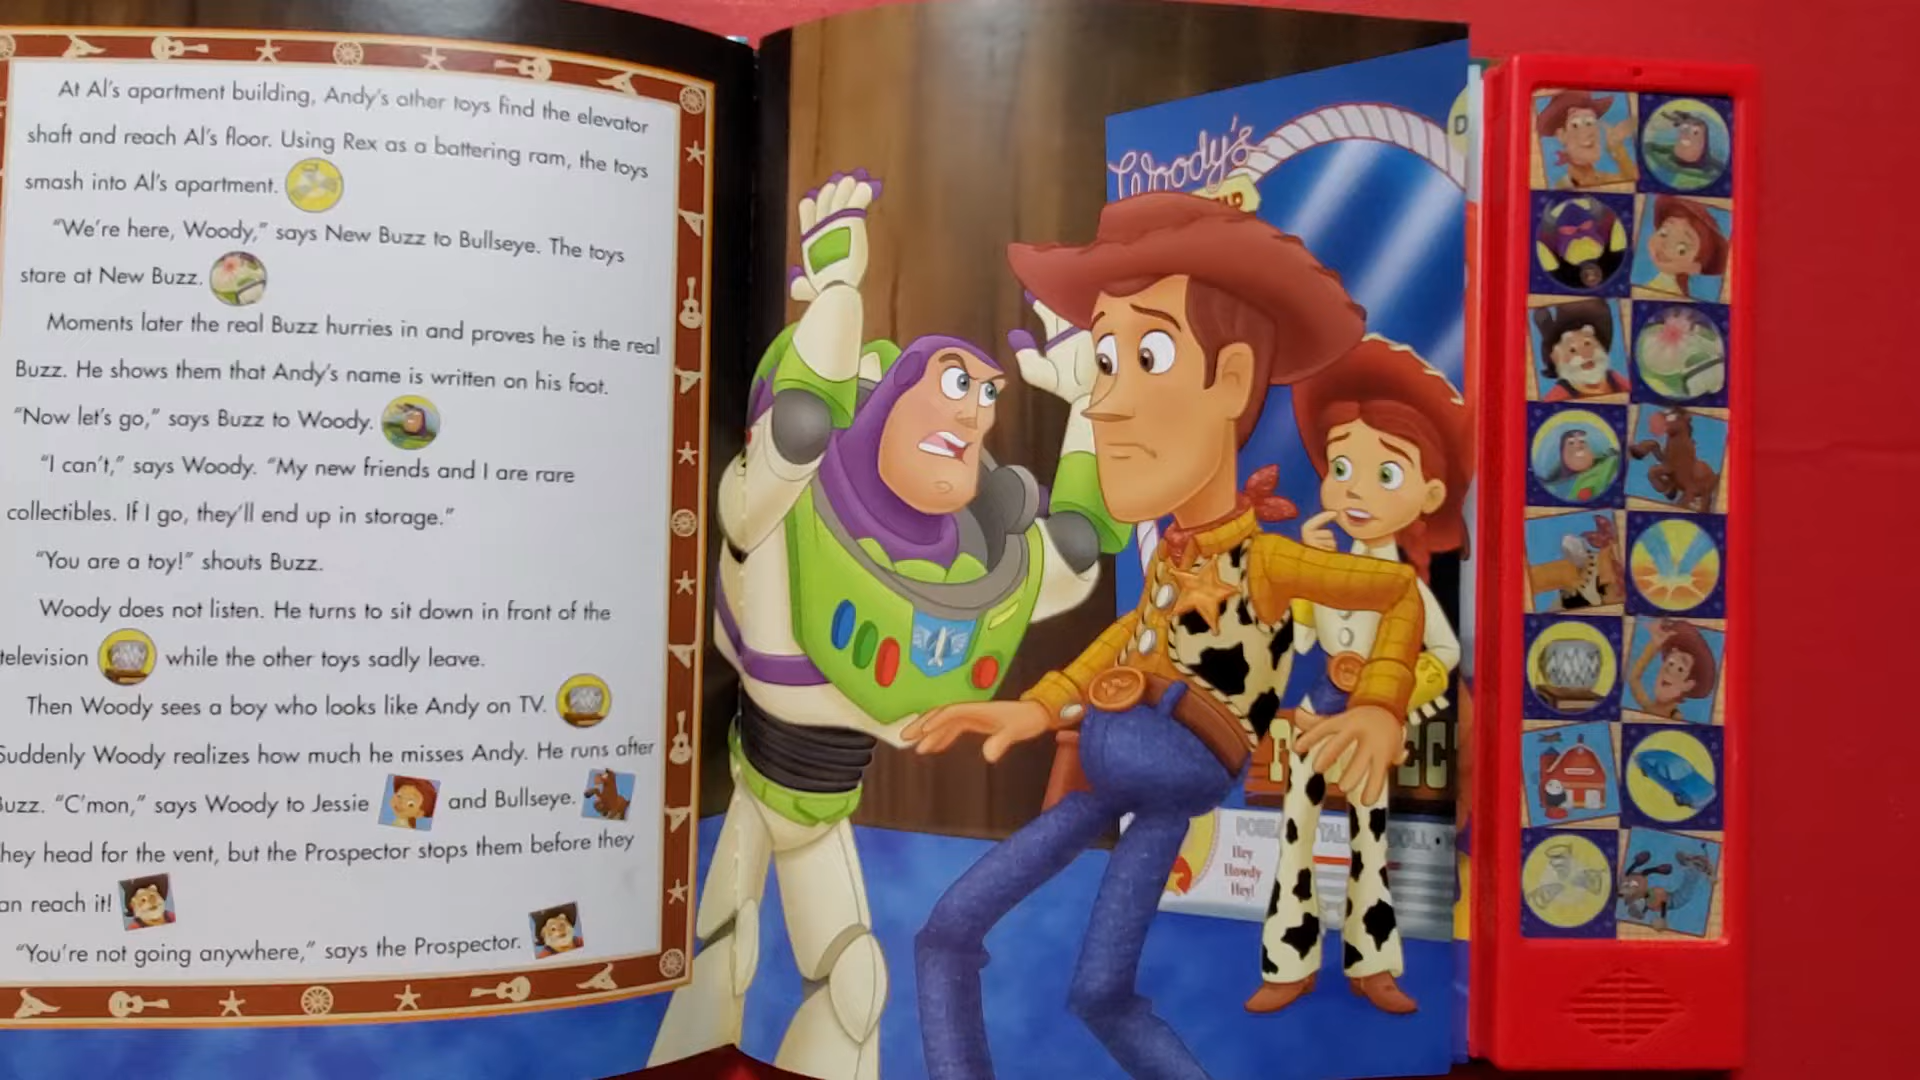 At Al's apartment building, Andy's other toys find the elevator
shaft and reach Al's floor. Using Rex as a battering ram, the toys
smash into Al's apartment.
"We're here, Woody," says New Buzz to Bullseye. The toys
stare at New Buzz.
Moments later the real Buzz hurries in and proves he is the real
Buzz. He shows them that Andy's name is written on his foot.
"Now let's go," says Buzz to Woody.
"I can't," says Woody. "My new friends and I are rare
collectibles. If I go, they'll end up in storage."
"You are a toy!" shouts Buzz.
Woody does not listen. He turns to sit down in front of the
television while the other toys sadly leave.
Then Woody sees a boy who looks like Andy on TV.
Suddenly Woody realizes how much he misses Andy. He runs after
Buzz. "C'mon," says Woody to Jessie and Bullseye.
hey head for the vent, but the Prospector stops them before they
an reach it!
"You're not going anywhere," says the Prospector.
Woody's
Hey
Howdy
Hey!
D